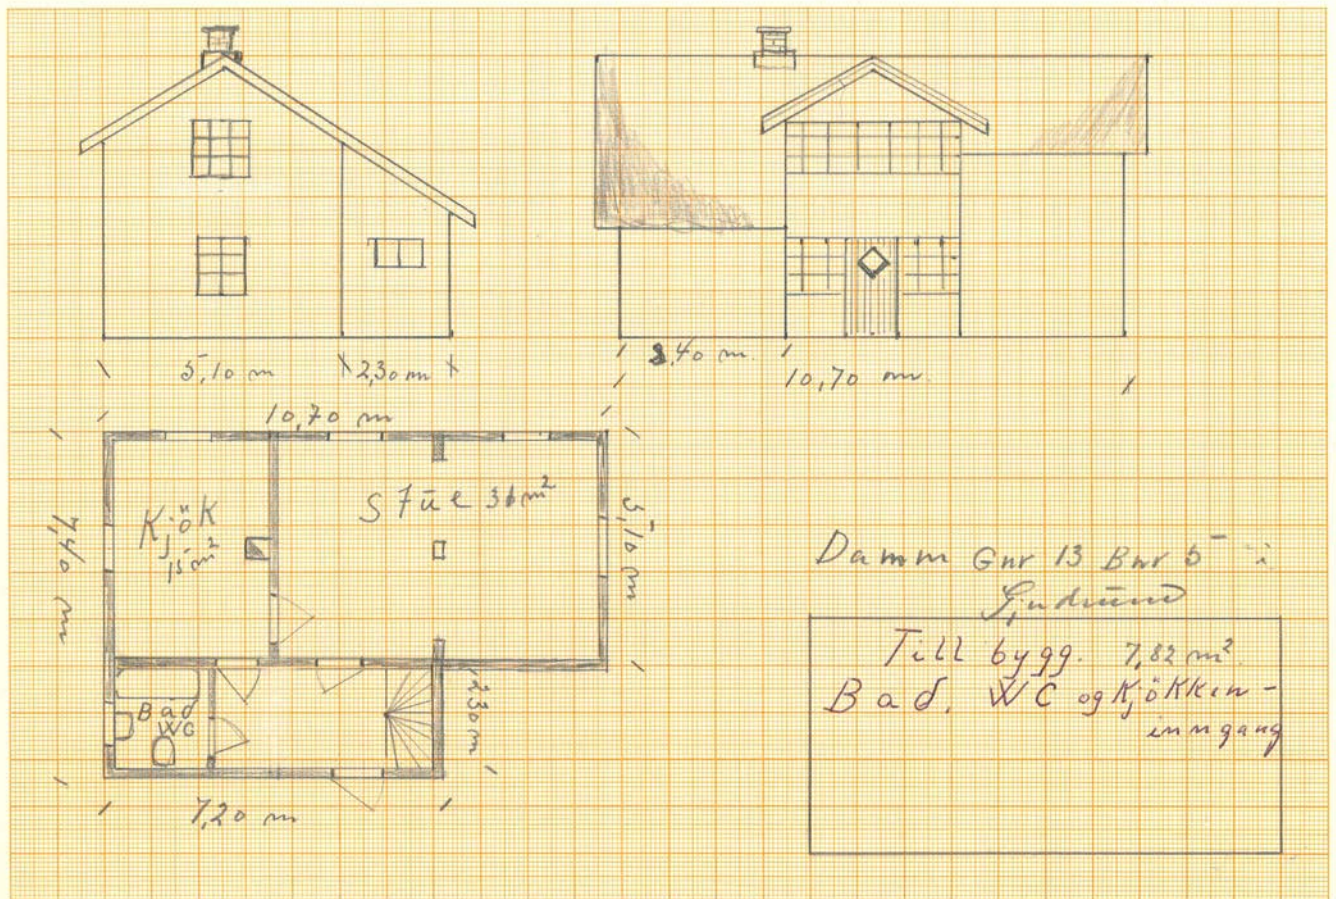 5,10 m
2,30 m
3,40 m.
10,70 m.
10,70 m
7,40 m
Kjök
15 m²
Stūe 36 m²
5,10 m
Bad
WC
2,30 m
7,20 m
Damm Gnr 13 Bnr 5 i
Till bygg. 7,82 m².
Bad, WC og Kjökken-
inngang